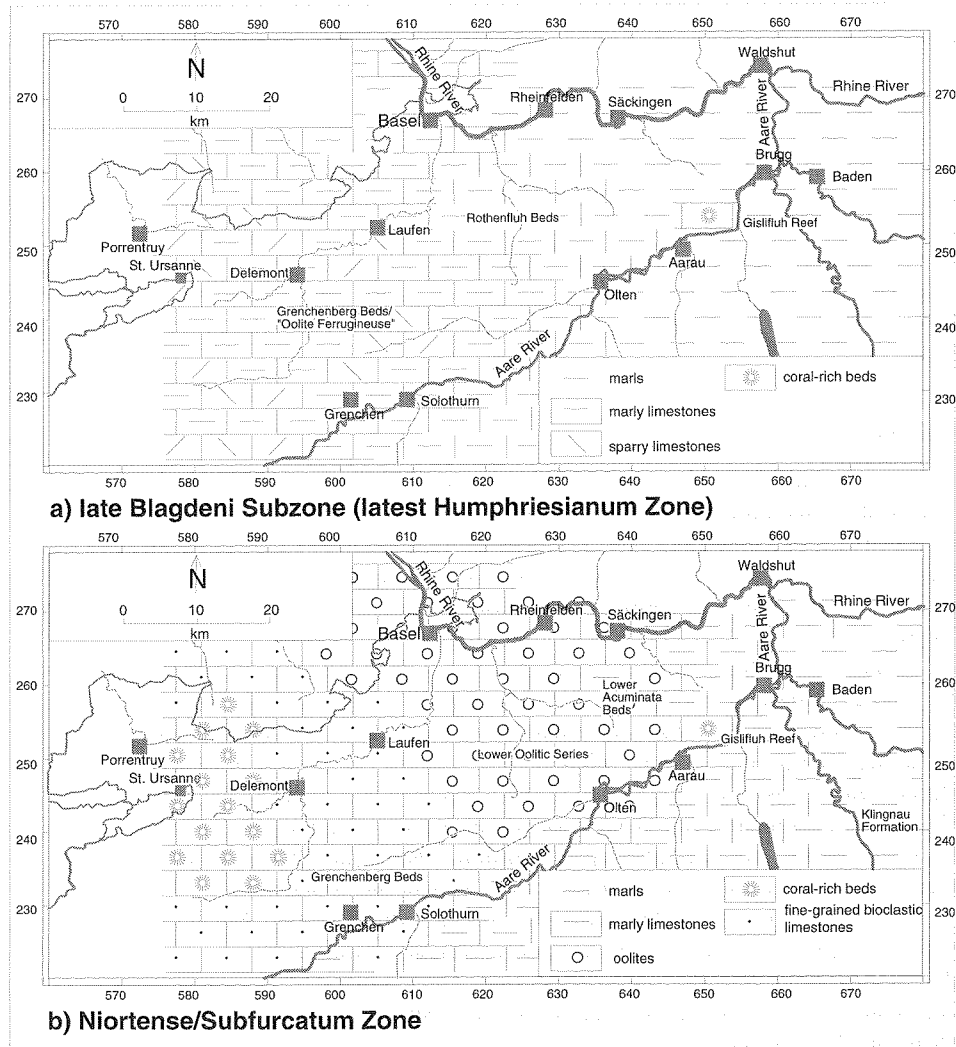 570 580 590 600 610 620 630 640 650 660 670
Waldshut
N
Rhine River
Rhine River
270
270
0 10 20
km
Rheinfelden
Säckingen
Basel
Aare River
Brugg
Baden
260
260
Rothenfluh Beds
Gislifluh Reef
Laufen
Porrentruy
250
250
St. Ursanne
Delemont
Aarau
Olten
Grenchenberg Beds/
"Oolite Ferrugineuse"
240
240
Aare River
marls
coral-rich beds
230
230
Grenchen
Solothurn
marly limestones
sparry limestones
570 580 590 600 610 620 630 640 650 660 670
a) late Blagdeni Subzone (latest Humphriesianum Zone)
570 580 590 600 610 620 630 640 650 660 670
Waldshut
N
Rhine River
Rhine River
270
270
0 10 20
km
Rheinfelden
Säckingen
Basel
Aare River
Brugg
Baden
260
260
Lower
Acuminata
Beds
Gislifluh Reef
Laufen
Porrentruy
Lower Oolitic Series
250
250
St. Ursanne
Delemont
Aarau
Olten
Klingnau
Formation
240
240
Aare River
Grenchenberg Beds
marls
coral-rich beds
230
230
Grenchen
Solothurn
marly limestones
fine-grained bioclastic
limestones
oolites
570 580 590 600 610 620 630 640 650 660 670
b) Niortense/Subfurcatum Zone